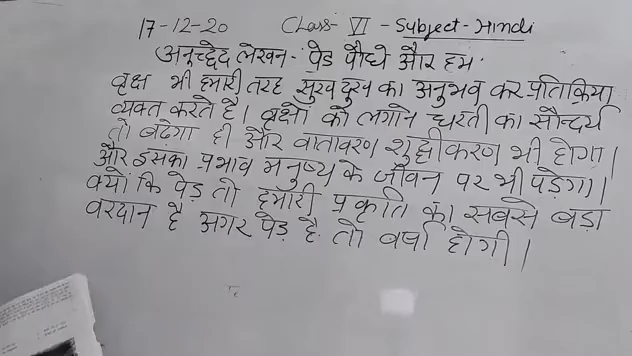 17-12-20 Class- VI - Subject - Hindi
अनुच्छेद लेखन - पेड़ पौधे और हम
वृक्ष भी हमारी तरह सुख दुख का अनुभव कर प्रतिक्रिया
व्यक्त करते है। वृक्षो को लगाने धरती का सौन्दर्य
तो बढ़ेगा ही और वातावरण शुद्धीकरण भी होगा।
और इसका प्रभाव मनुष्य के जीवन पर भी पड़ेगा।
क्यों कि पेड़ तो हमारी प्रकृति का सबसे बड़ा
वरदान है अगर पेड़ है तो वर्षा होगी।